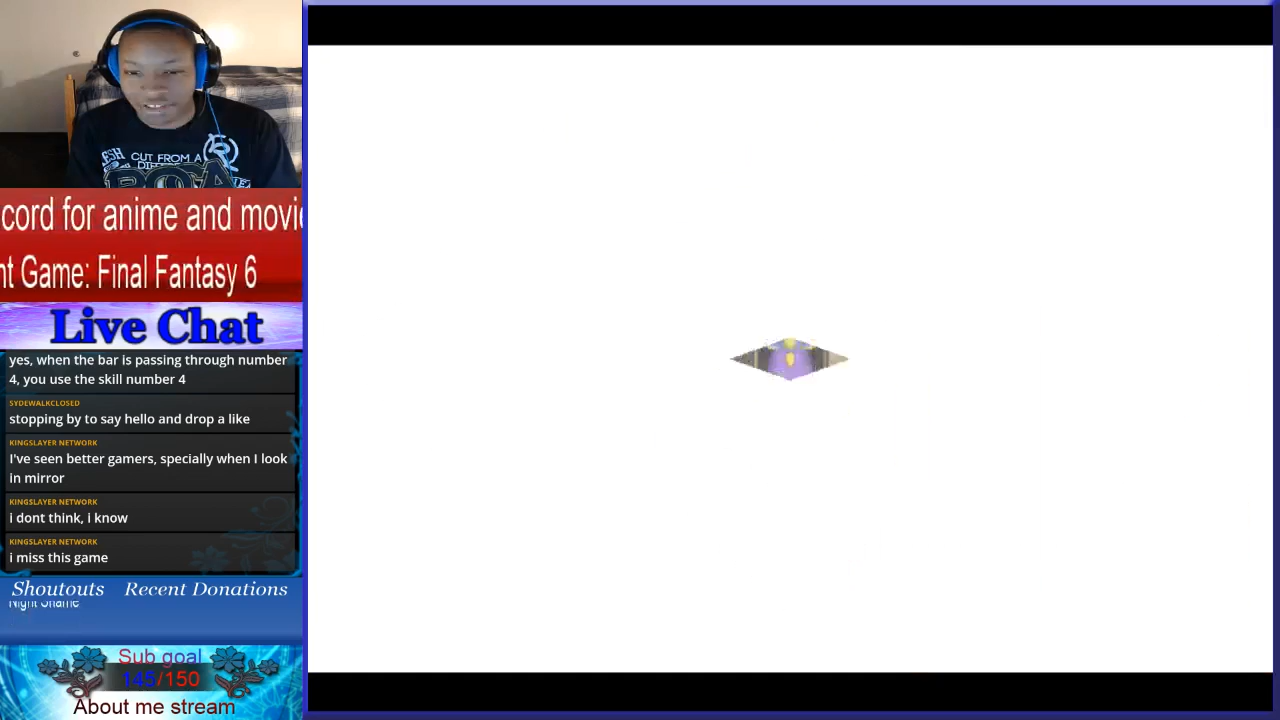 ESH
CUT FROM A
cord for anime and movi
nt Game: Final Fantasy 6
Live Chat
yes, when the bar is passing through number
4, you use the skill number 4
SYDEWALKCLOSED
stopping by to say hello and drop a like
KINGSLAYER NETWORK
I've seen better gamers, specially when I look
in mirror
KINGSLAYER NETWORK
i dont think, i know
KINGSLAYER NETWORK
i miss this game
Shoutouts Recent Donations
Sub goal
145/150
About me stream